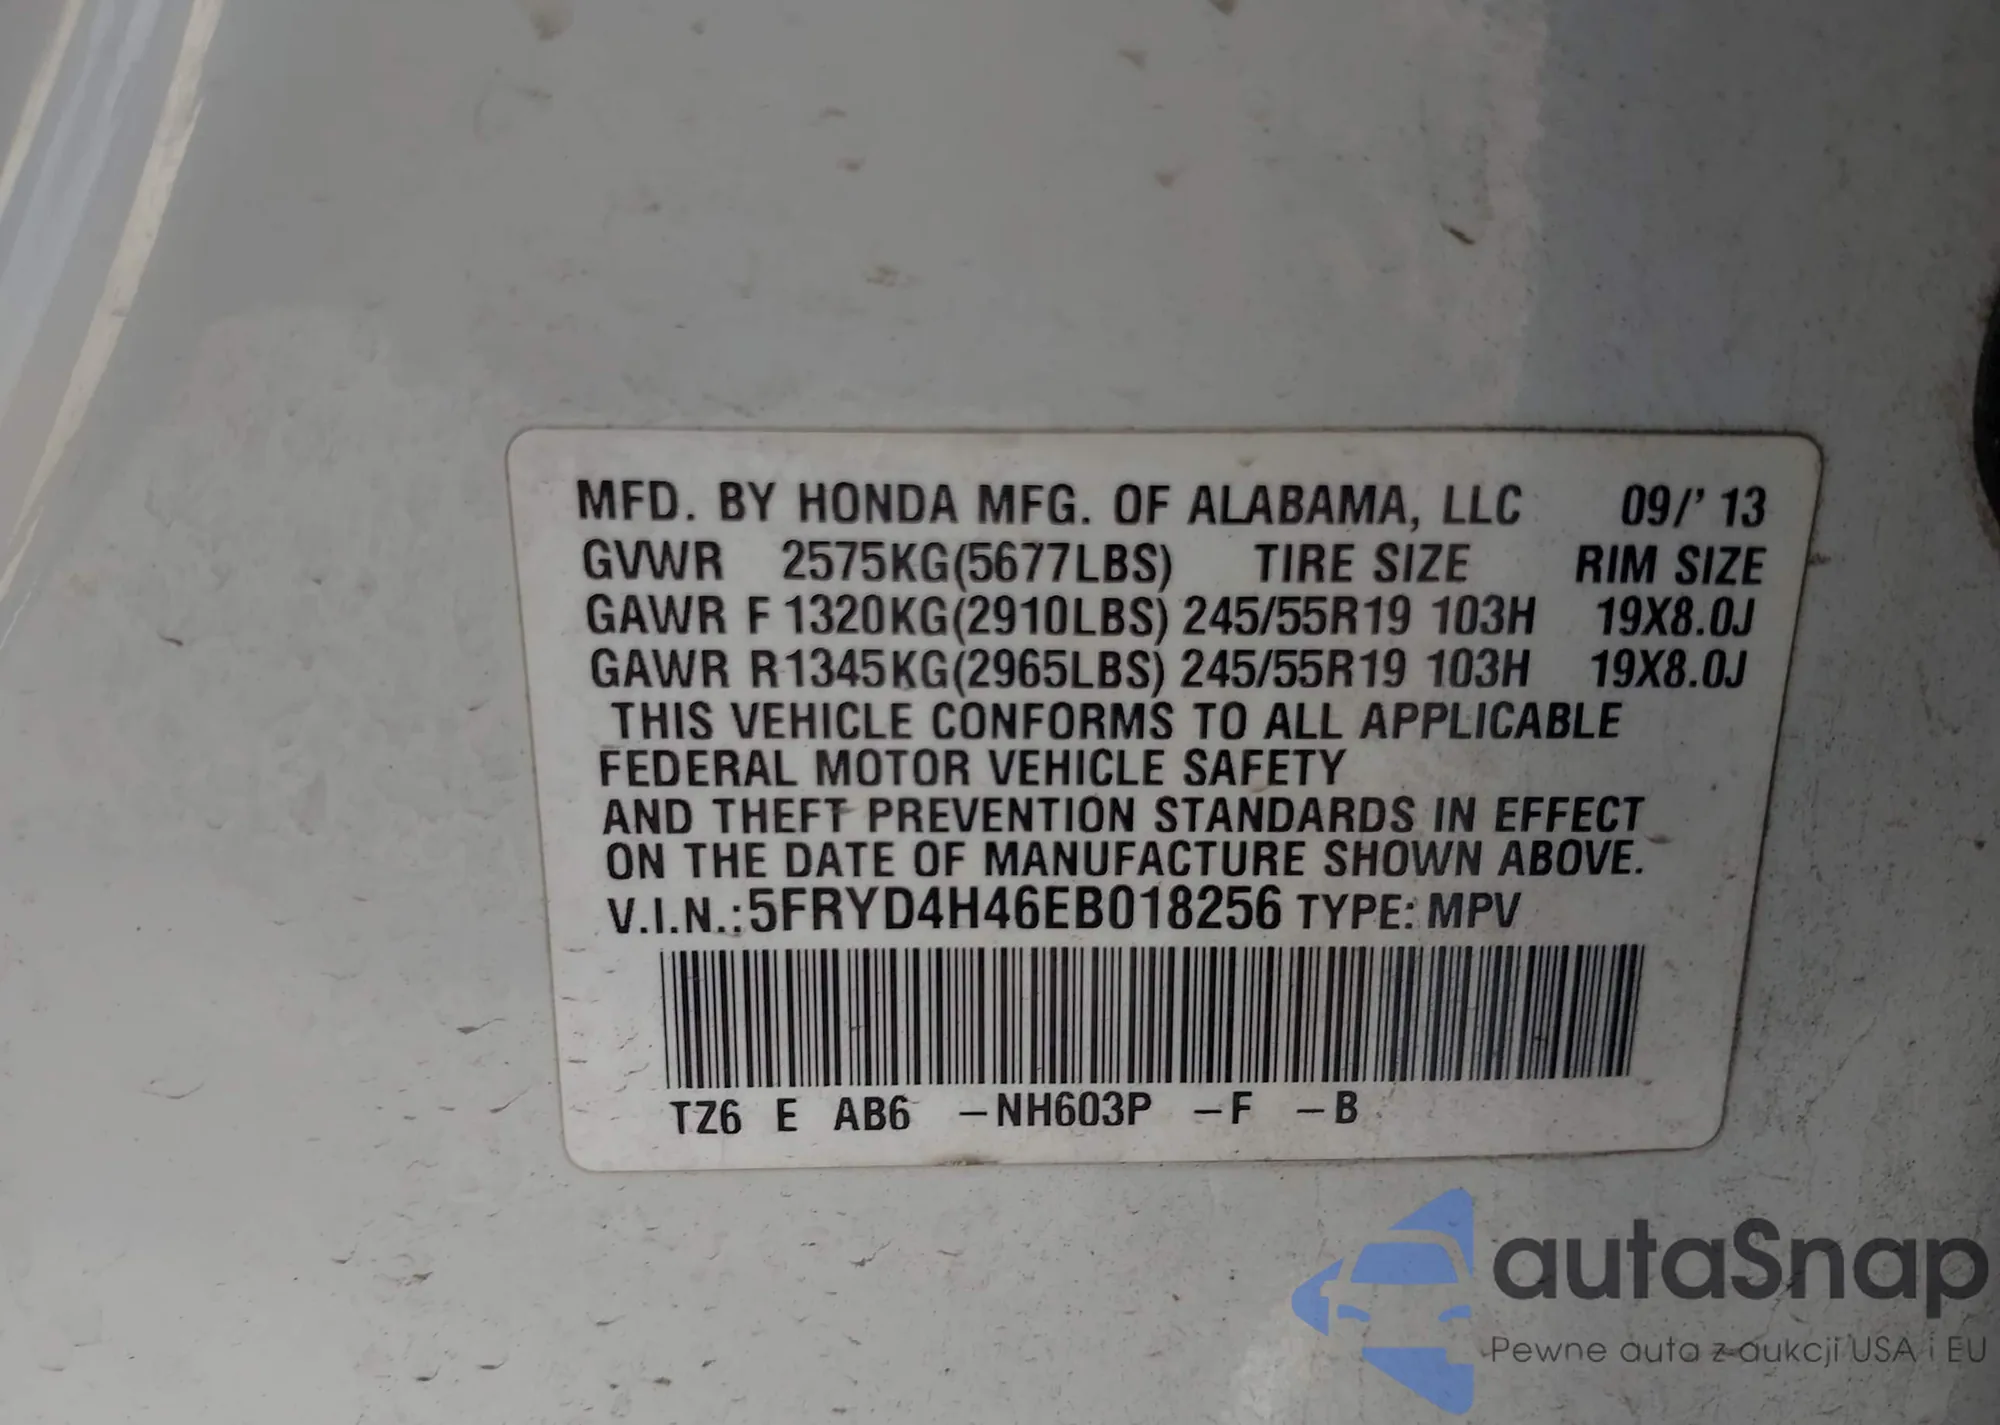 MFD. BY HONDA MFG. OF ALABAMA, LLC 09/' 13
GVWR 2575KG(5677LBS) TIRE SIZE RIM SIZE
GAWR F 1320KG(2910LBS) 245/55R19 103H 19X8.0J
GAWR R1345KG(2965LBS) 245/55R19 103H 19X8.0J
THIS VEHICLE CONFORMS TO ALL APPLICABLE
FEDERAL MOTOR VEHICLE SAFETY
AND THEFT PREVENTION STANDARDS IN EFFECT
ON THE DATE OF MANUFACTURE SHOWN ABOVE.
V.I.N.:5FRYD4H46EB018256 TYPE: MPV
TZ6 E AB6 –NH603P –F –B
autaSnap
Pewne auta z aukcji USA i EU